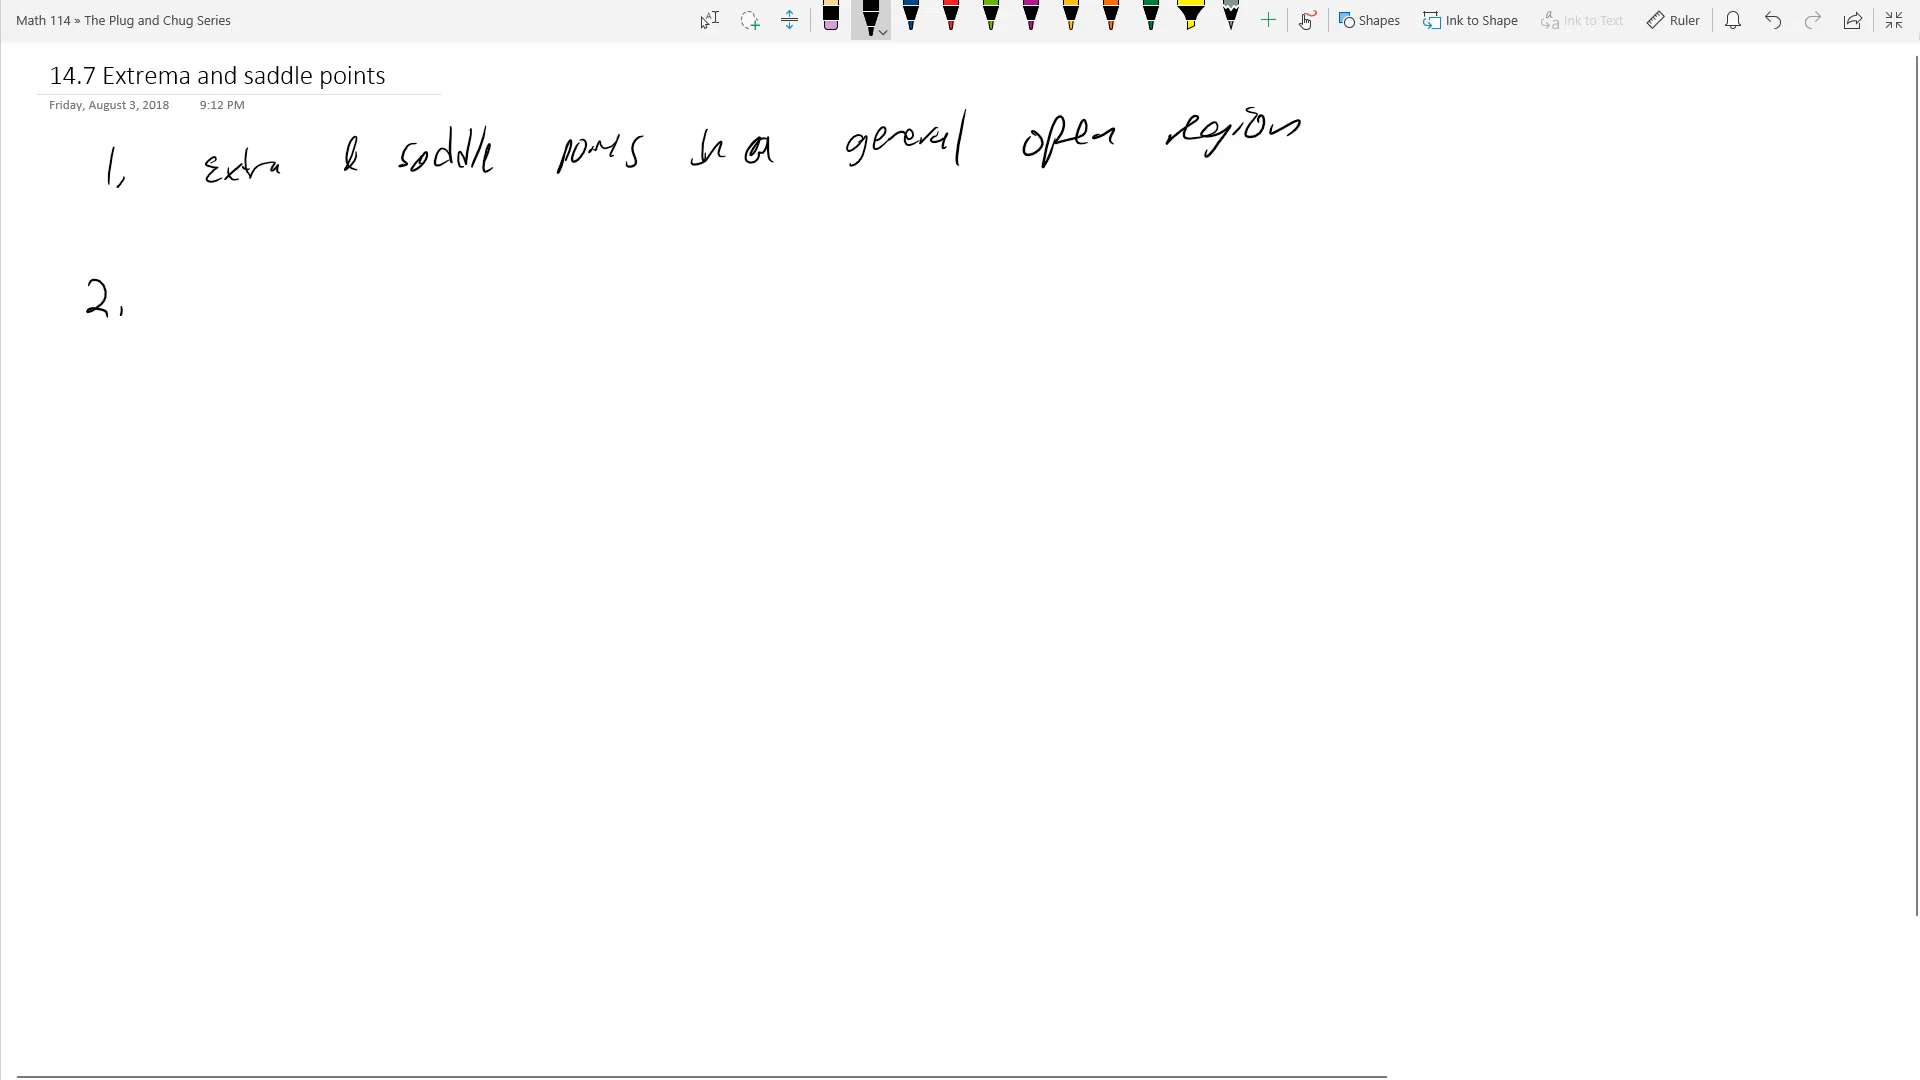 Math 114 » The Plug and Chug Series
Shapes Ink to Shape Ink to Text Ruler
14.7 Extrema and saddle points
Friday, August 3, 2018 9:12 PM
1. Extra & saddle points in a general open region
2.